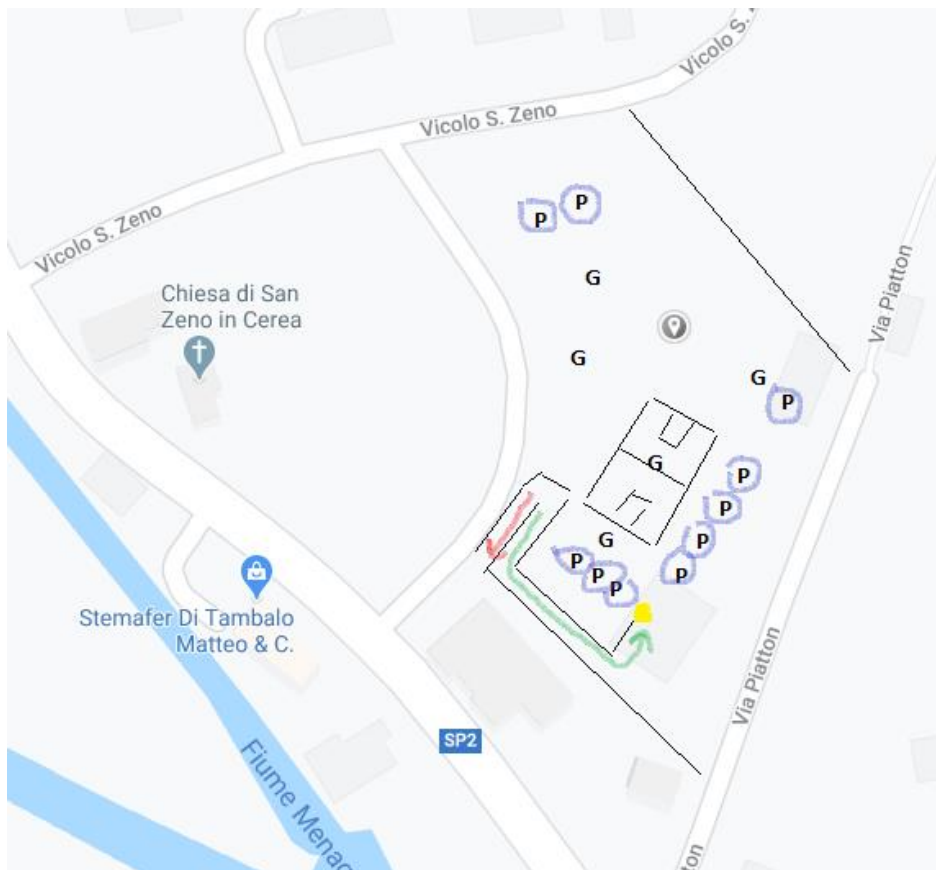 Vicolo S.
Vicolo S. Zeno
Vicolo S. Zeno
P
P
G
Via Piatton
Chiesa di San
Zeno in Cerea
G
G
P
G
P
P
P
G
P
P
P
P
Stemafer Di Tambalo
Matteo & C.
Via Piatton
SP2
Fiume Menag